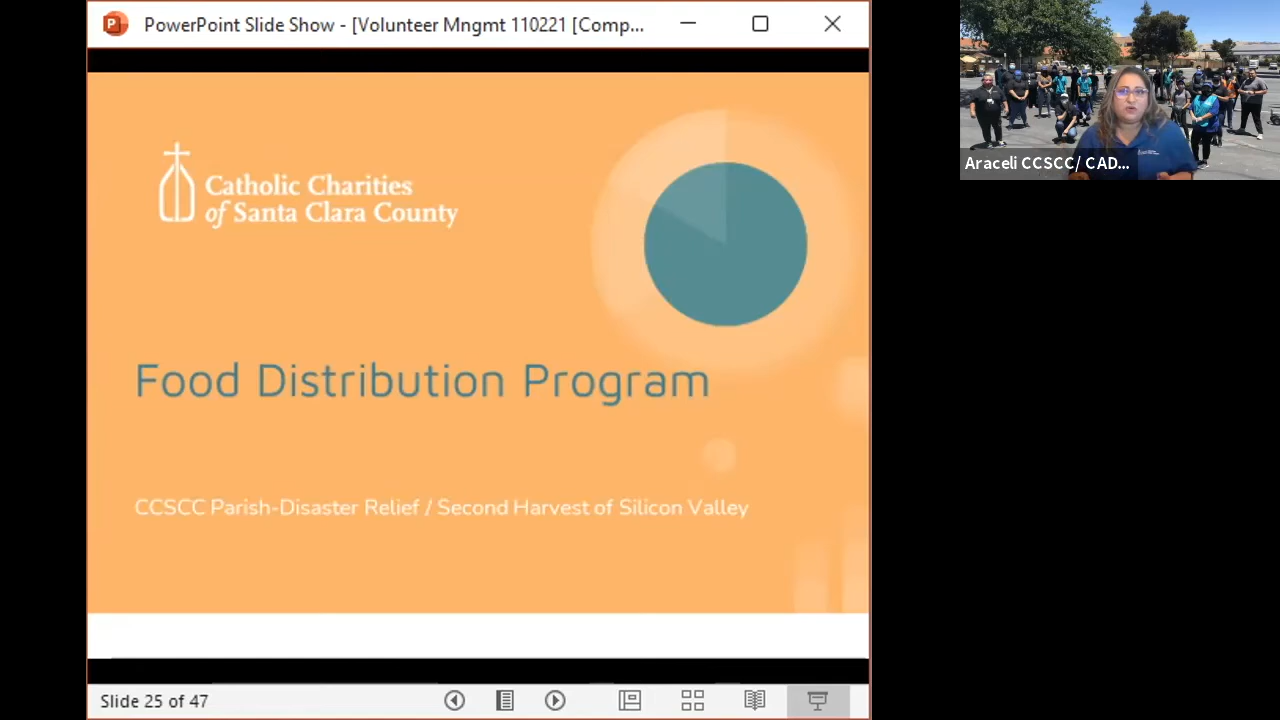 PowerPoint Slide Show - [Volunteer Mngmt 110221 [Comp...
Catholic Charities
of Santa Clara County
Food Distribution Program
CCSCC Parish-Disaster Relief / Second Harvest of Silicon Valley
Slide 25 of 47
Araceli CCSCC/ CAD...